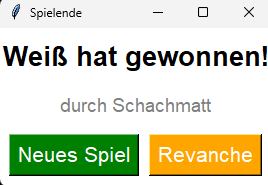 Spielende
Weiß hat gewonnen!
durch Schachmatt
Neues Spiel
Revanche